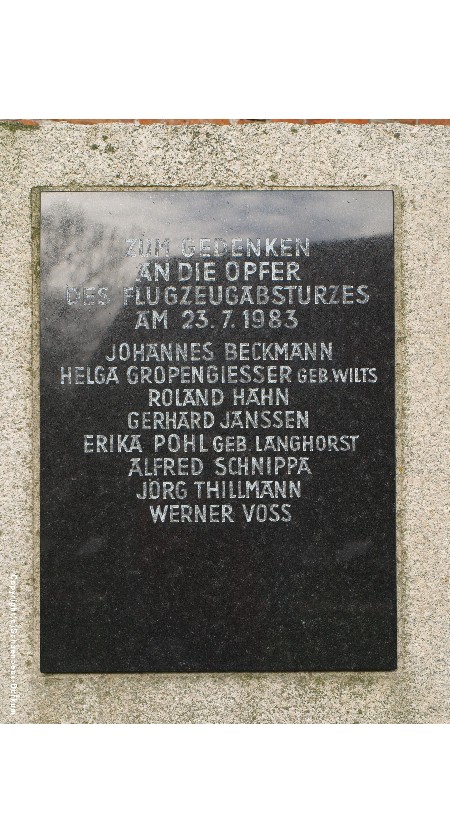 ZUM GEDENKEN
AN DIE OPFER
DES FLUGZEUGABSTURZES
AM 23.7.1983
JOHANNES BECKMANN
HELGA GROPENGIESSER GEB.WILTS
ROLAND HAHN
GERHARD JANSSEN
ERIKA POHL GEB. LANGHORST
ALFRED SCHNIPPA
JÖRG THILLMANN
WERNER VOSS